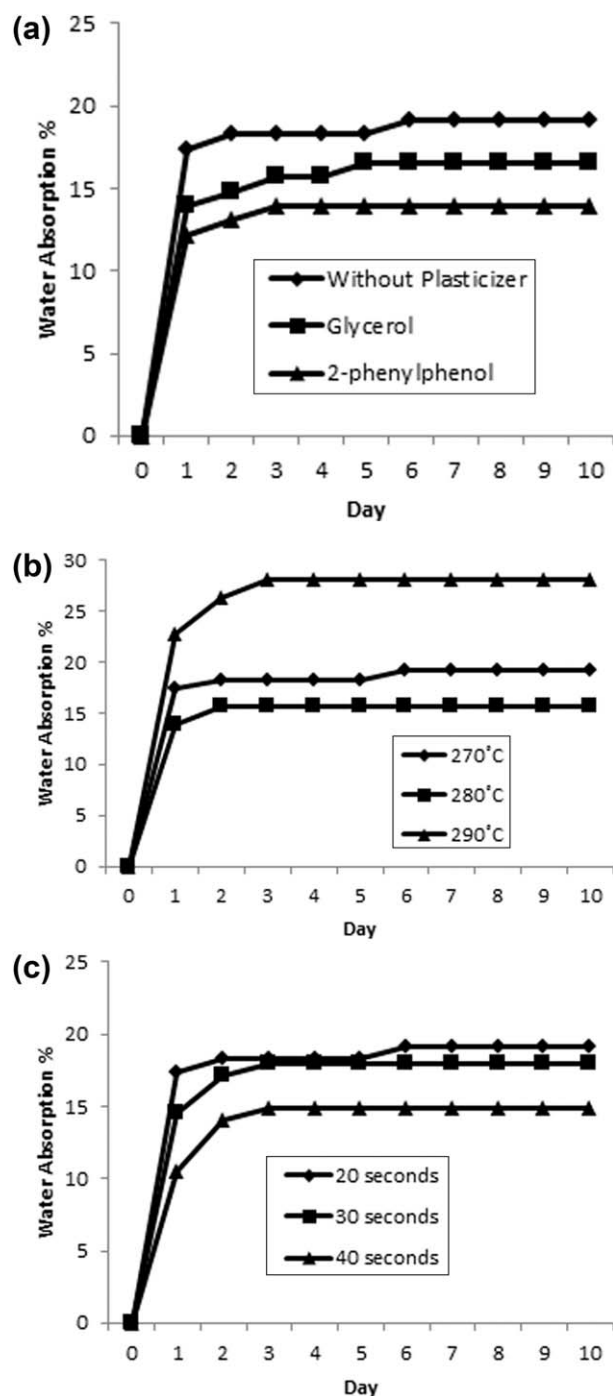 (a)
25
20
15
10
5
0
Water Absorption %
Without Plasticizer
Glycerol
2-phenylphenol
0 1 2 3 4 5 6 7 8 9 10
Day
(b)
30
25
20
15
10
5
0
Water Absorption %
270°C
280°C
290°C
0 1 2 3 4 5 6 7 8 9 10
Day
(c)
25
20
15
10
5
0
Water Absorption %
20 seconds
30 seconds
40 seconds
0 1 2 3 4 5 6 7 8 9 10
Day